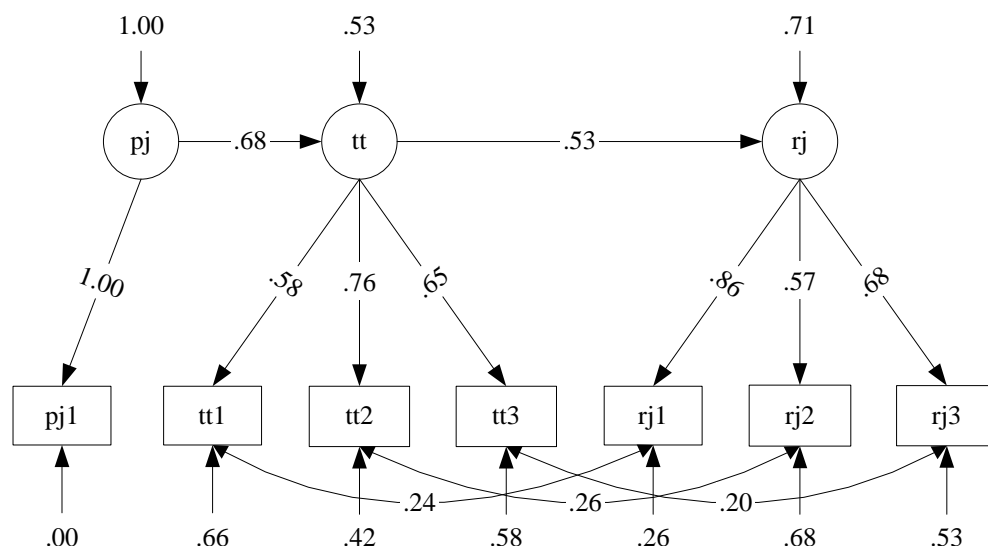 1.00 .53 .71
pj .68 tt .53 rj
1.00 .58 .76 .65 .86 .57 .68
pj1 tt1 tt2 tt3 rj1 rj2 rj3
.24 .26 .20
.00 .66 .42 .58 .26 .68 .53